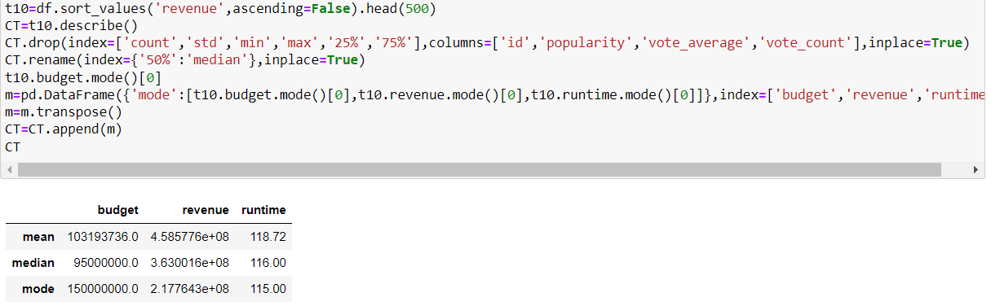 t10=df.sort_values('revenue',ascending=False).head(500)
CT=t10.describe()
CT.drop(index=['count','std','min','max','25%','75%'],columns=['id','popularity','vote_average','vote_count'],inplace=True)
CT.rename(index={'50%':'median'},inplace=True)
t10.budget.mode()[0]
m=pd.DataFrame({'mode':[t10.budget.mode()[0],t10.revenue.mode()[0],t10.runtime.mode()[0]]},index=['budget','revenue','runtime
m=m.transpose()
CT=CT.append(m)
CT
budget revenue runtime
mean 103193736.0 4.585776e+08 118.72
median 95000000.0 3.630016e+08 116.00
mode 150000000.0 2.177643e+08 115.00